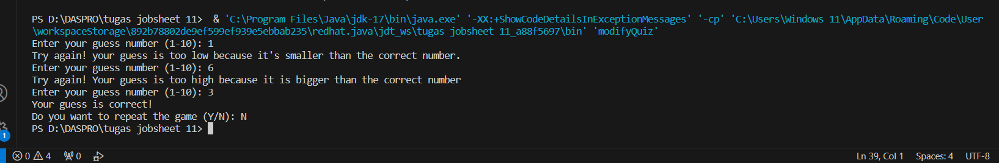 PS D:\DASPRO\tugas jobsheet 11>  & 'C:\Program Files\Java\jdk-17\bin\java.exe' '-XX:+ShowCodeDetailsInExceptionMessages' '-cp' 'C:\Users\Windows 11\AppData\Roaming\Code\User
\workspaceStorage\892b78802de9ef599ef939e5ebbab235\redhat.java\jdt_ws\tugas jobsheet 11_a88f5697\bin' 'modifyQuiz'
Enter your guess number (1-10): 1
Try again! your guess is too low because it's smaller than the correct number.
Enter your guess number (1-10): 6
Try again! Your guess is too high because it is bigger than the correct number
Enter your guess number (1-10): 3
Your guess is correct!
Do you want to repeat the game (Y/N): N
PS D:\DASPRO\tugas jobsheet 11>
1
0 4 0 Ln 39, Col 1 Spaces: 4 UTF-8